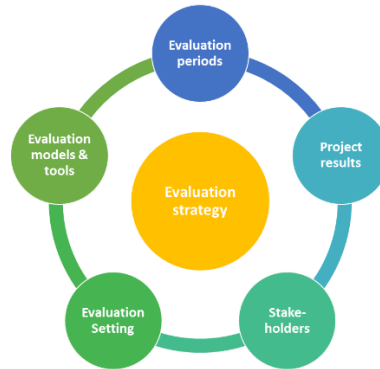 Evaluation
periods
Project
results
Stake-
holders
Evaluation
Setting
Evaluation
models &
tools
Evaluation
strategy